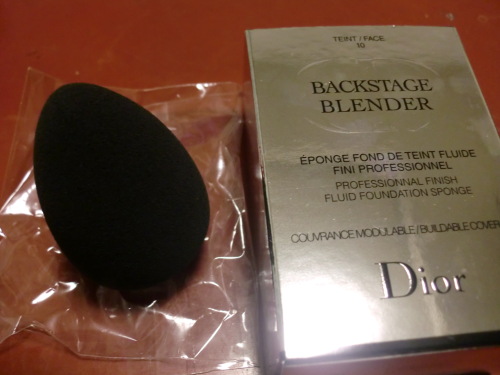 TEINT / FACE
10
BACKSTAGE
BLENDER
ÉPONGE FOND DE TEINT FLUIDE
FINI PROFESSIONNEL
PROFESSIONNAL FINISH
FLUID FOUNDATION SPONGE
COUVRANCE MODULABLE / BUILDABLE COVER
Dior